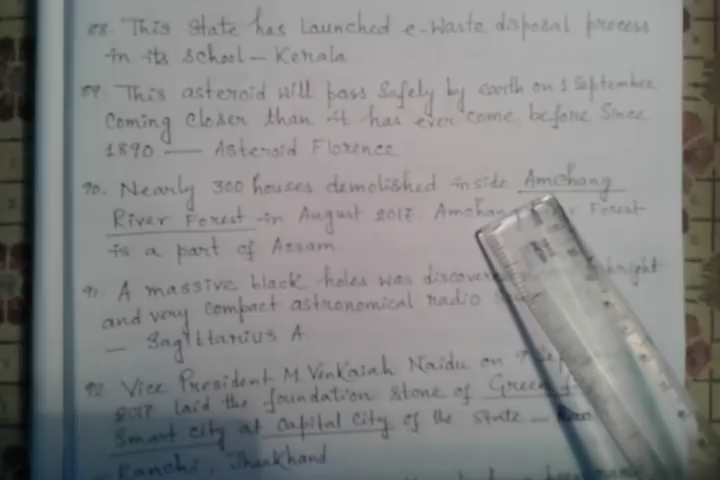 88. This State has Launched e-waste disposal process
in its school - Kerala
89. This asteroid will pass Safely by earth on 1 September
Coming closer than it has ever come before Since
1890 — Asteroid Florence
90. Nearly 300 houses demolished inside Amchang
River Forest in August 2017. Forest
is a part of Assam
91. A massive black holes was bright
and very compact astronomical radio
— Sagittarius A
92. Vice President M Venkaiah Naidu on
2017 laid the foundation Stone of Green
Smart city at Capital City of the State -
Ranchi, Jharkhand